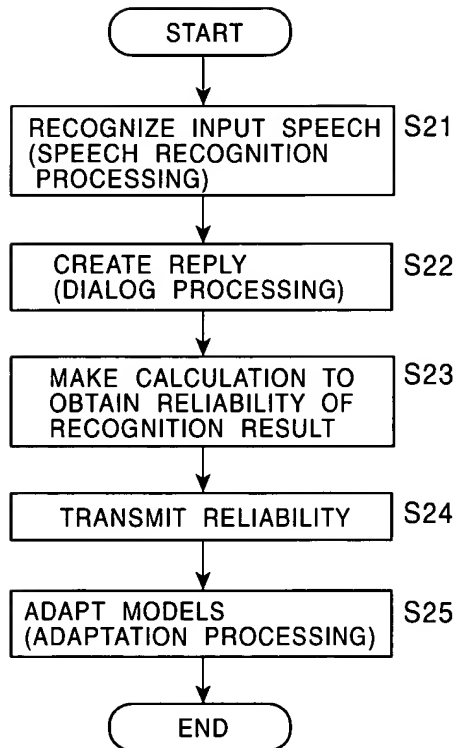 START
RECOGNIZE INPUT SPEECH
(SPEECH RECOGNITION
PROCESSING)
S21
CREATE REPLY
(DIALOG PROCESSING)
S22
MAKE CALCULATION TO
OBTAIN RELIABILITY OF
RECOGNITION RESULT
S23
TRANSMIT RELIABILITY
S24
ADAPT MODELS
(ADAPTATION PROCESSING)
S25
END